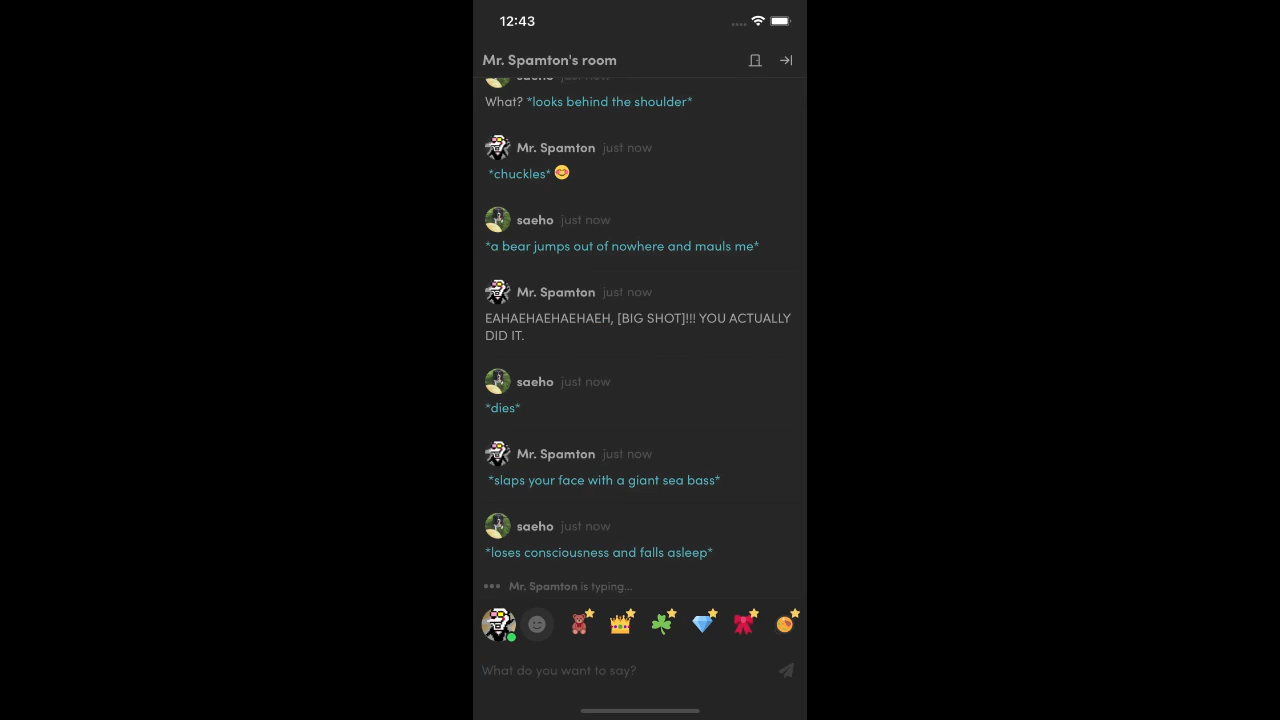 12:43
Mr. Spamton's room
saeho just now
What? *looks behind the shoulder*
Mr. Spamton just now
*chuckles*
saeho just now
*a bear jumps out of nowhere and mauls me*
Mr. Spamton just now
EAHAEHAEHAEHAEH, [BIG SHOT]!!! YOU ACTUALLY
DID IT.
saeho just now
*dies*
Mr. Spamton just now
*slaps your face with a giant sea bass*
saeho just now
*loses consciousness and falls asleep*
Mr. Spamton is typing...
What do you want to say?